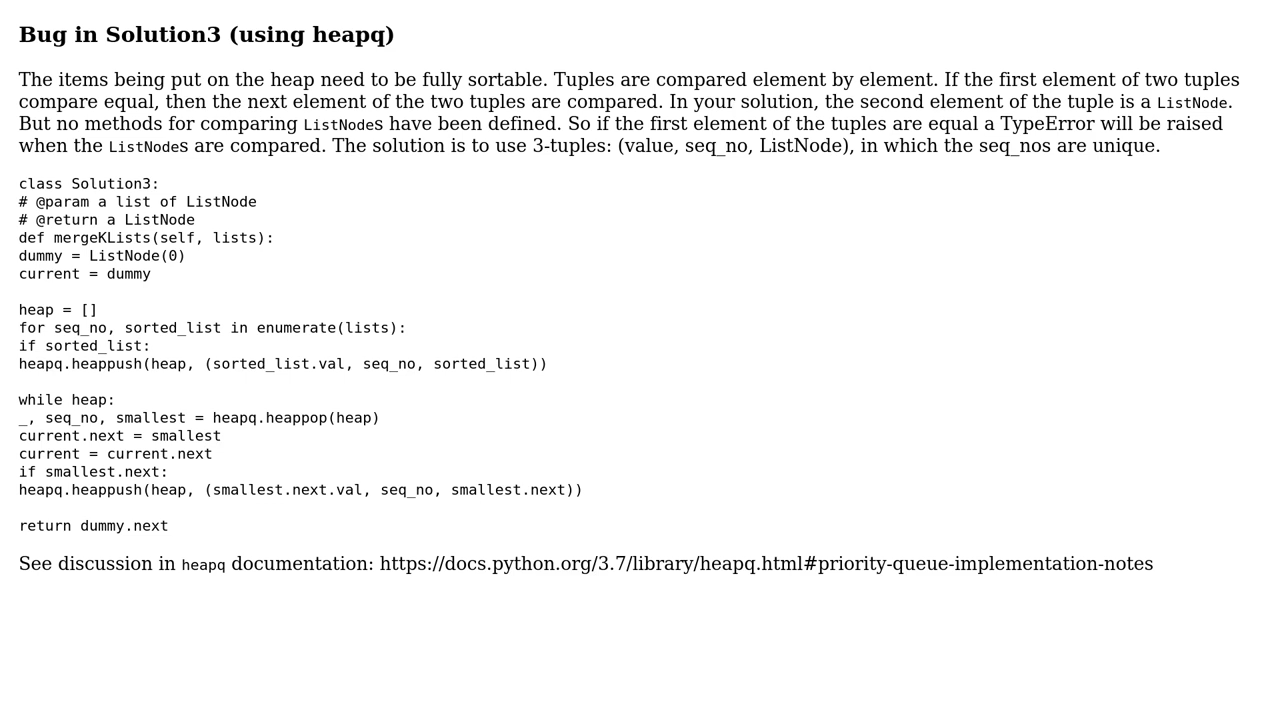 Bug in Solution3 (using heapq)
The items being put on the heap need to be fully sortable. Tuples are compared element by element. If the first element of two tuples
compare equal, then the next element of the two tuples are compared. In your solution, the second element of the tuple is a ListNode.
But no methods for comparing ListNodes have been defined. So if the first element of the tuples are equal a TypeError will be raised
when the ListNodes are compared. The solution is to use 3-tuples: (value, seq_no, ListNode), in which the seq_nos are unique.
class Solution3:
# @param a list of ListNode
# @return a ListNode
def mergeKLists(self, lists):
dummy = ListNode(0)
current = dummy
heap = []
for seq_no, sorted_list in enumerate(lists):
if sorted_list:
heapq.heappush(heap, (sorted_list.val, seq_no, sorted_list))
while heap:
_, seq_no, smallest = heapq.heappop(heap)
current.next = smallest
current = current.next
if smallest.next:
heapq.heappush(heap, (smallest.next.val, seq_no, smallest.next))
return dummy.next
See discussion in heapq documentation: https://docs.python.org/3.7/library/heapq.html#priority-queue-implementation-notes